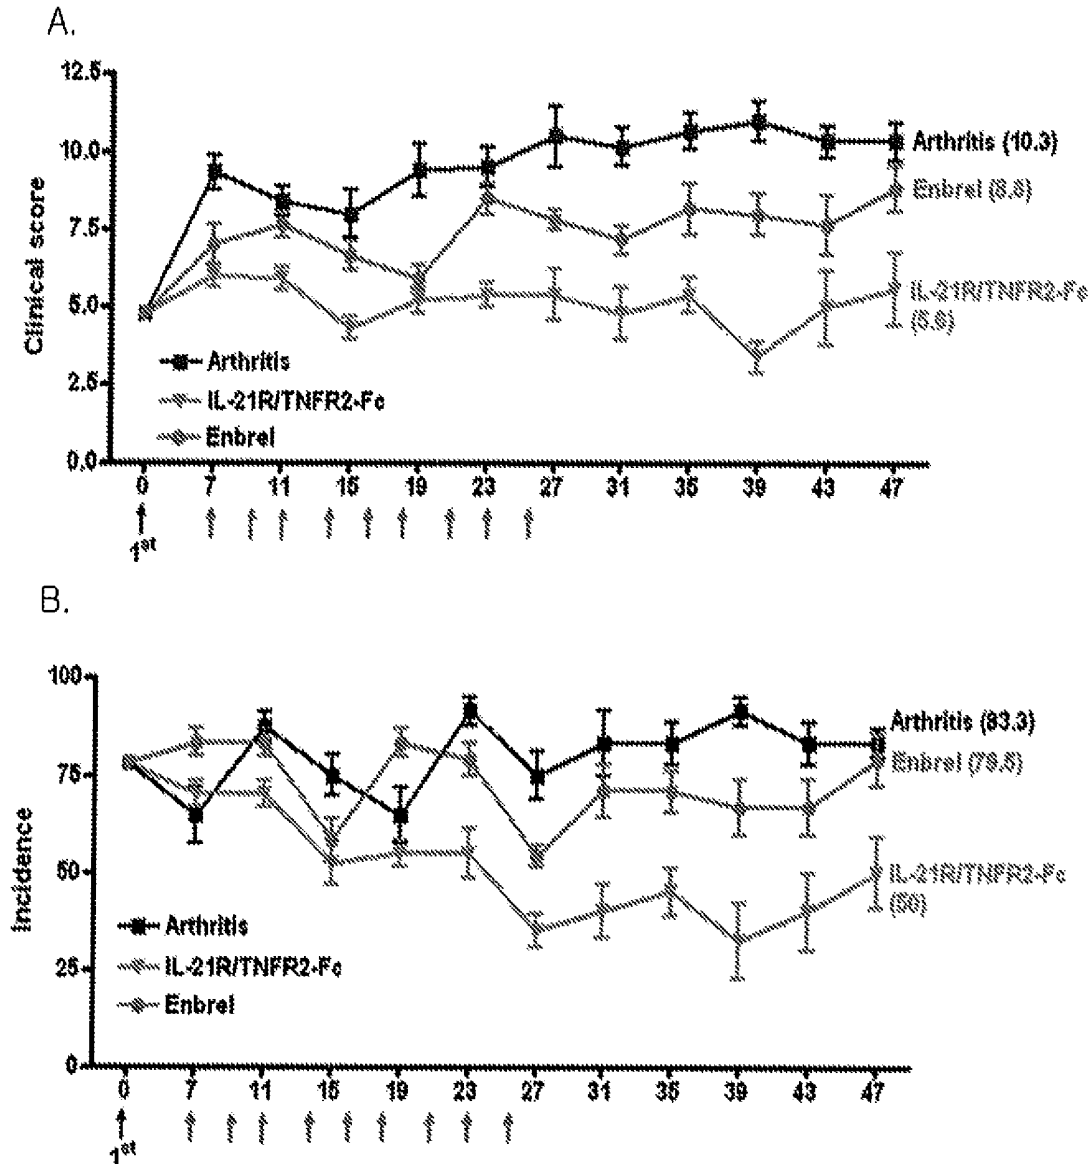 A.
12.5
10.0
7.5
5.0
2.5
0.0
Clinical score
Arthritis (10.3)
Enbrel (8.8)
IL-21R/TNFR2-Fc
(5.6)
Arthritis
IL-21R/TNFR2-Fc
Enbrel
0 7 11 15 19 23 27 31 35 39 43 47
1st
B.
100
75
50
25
0
Incidence
Arthritis (83.3)
Enbrel (79.5)
IL-21R/TNFR2-Fc
(50)
Arthritis
IL-21R/TNFR2-Fc
Enbrel
0 7 11 15 19 23 27 31 35 39 43 47
1st